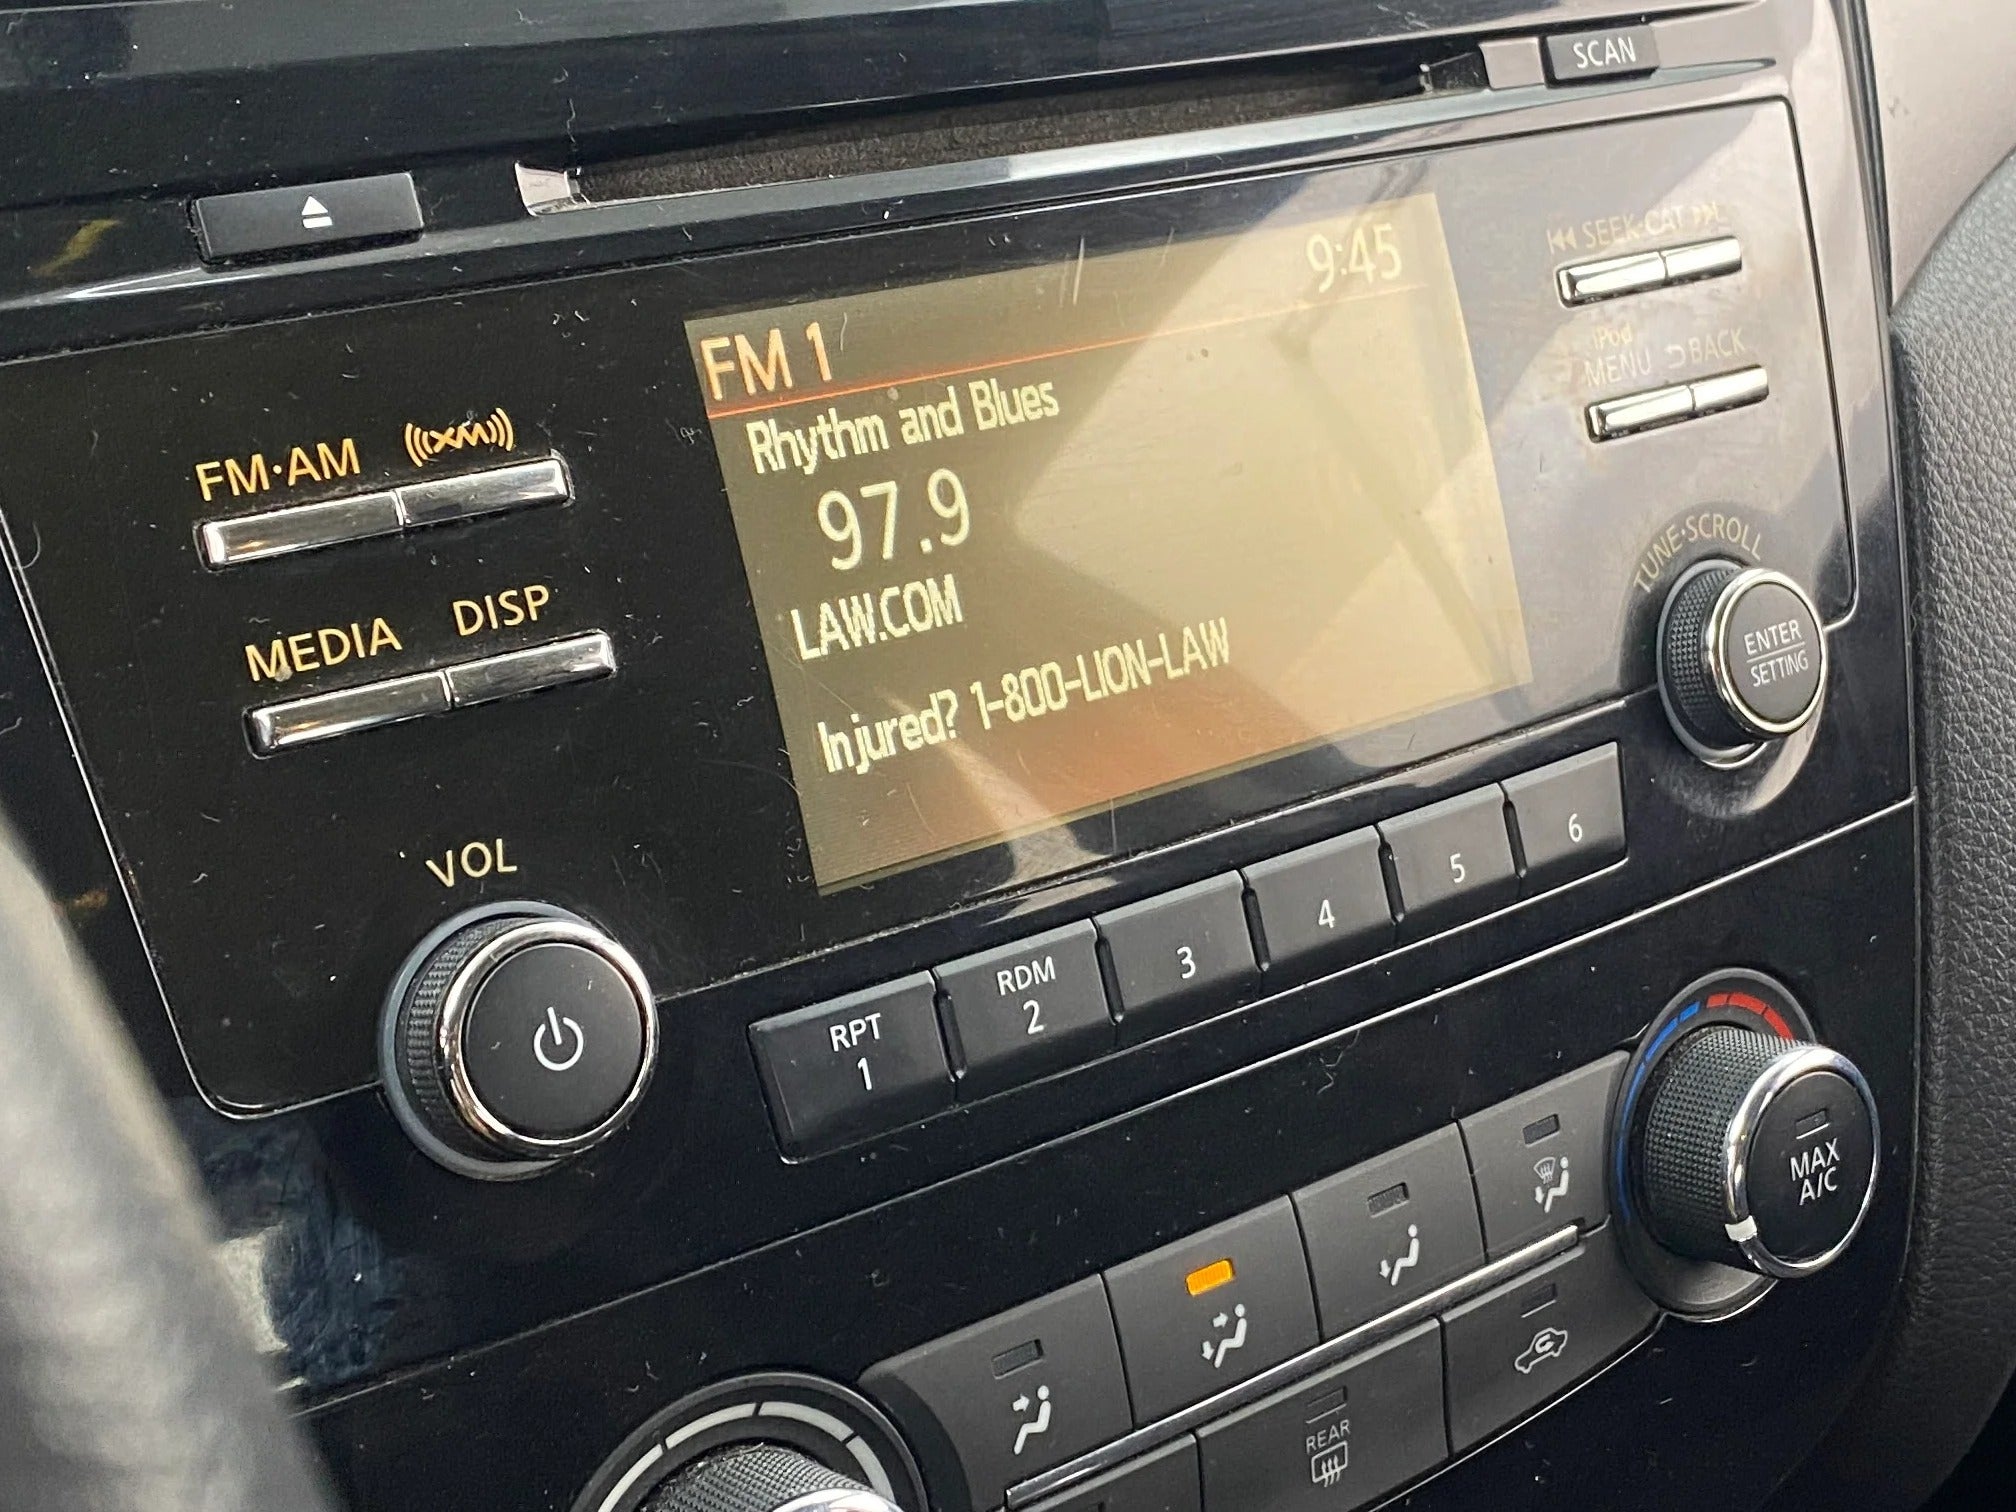 SCAN
SEEK·CAT
9:45
FM 1
Rhythm and Blues
97.9
LAW.COM
Injured? 1-800-LION-LAW
FM·AM XM
MEDIA DISP
VOL
iPod
MENU BACK
TUNE·SCROLL
ENTER
SETTING
RPT
1
RDM
2
3
4
5
6
MAX
A/C
REAR